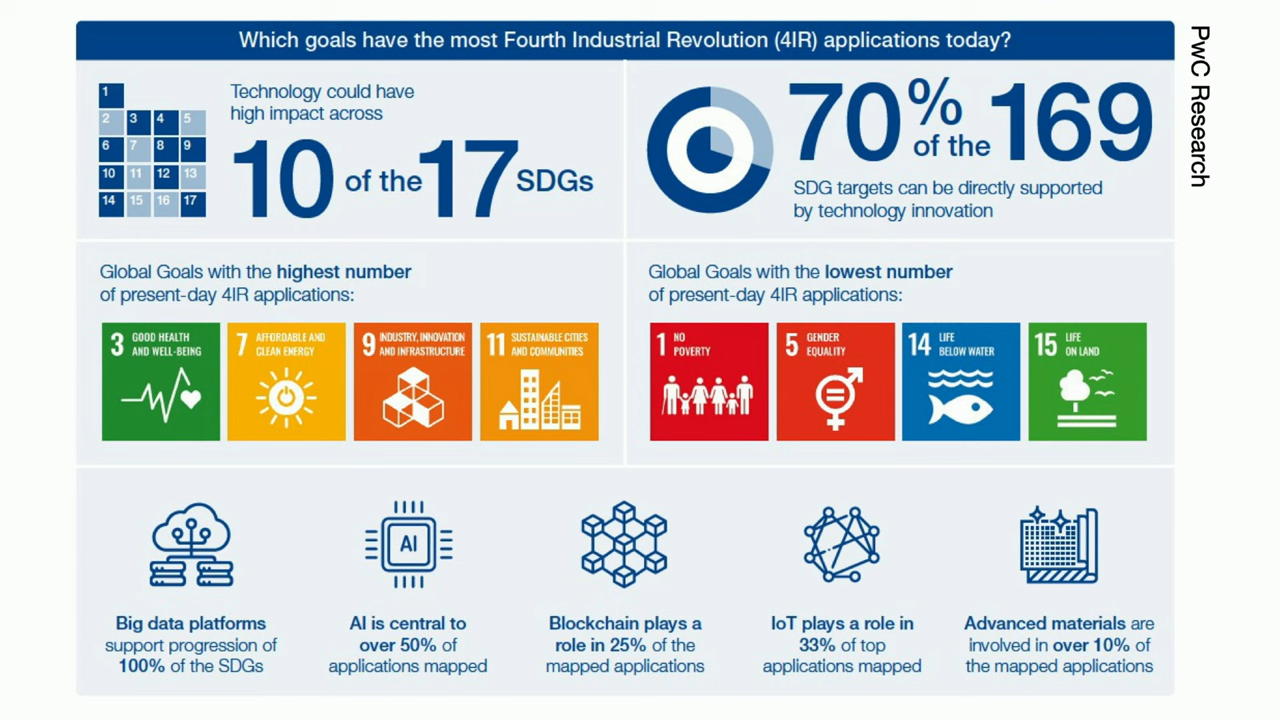 Which goals have the most Fourth Industrial Revolution (4IR) applications today?
PwC Research
1
2 3 4 5
6 7 8 9
10 11 12 13
14 15 16 17
Technology could have
high impact across
10 of the 17 SDGs
70% of the 169
SDG targets can be directly supported
by technology innovation
Global Goals with the highest number
of present-day 4IR applications:
3 GOOD HEALTH
AND WELL-BEING
7 AFFORDABLE AND
CLEAN ENERGY
9 INDUSTRY, INNOVATION
AND INFRASTRUCTURE
11 SUSTAINABLE CITIES
AND COMMUNITIES
Global Goals with the lowest number
of present-day 4IR applications:
1 NO
POVERTY
5 GENDER
EQUALITY
14 LIFE
BELOW WATER
15 LIFE
ON LAND
Big data platforms
support progression of
100% of the SDGs
AI
AI is central to
over 50% of
applications mapped
Blockchain plays a
role in 25% of the
mapped applications
IoT plays a role in
33% of top
applications mapped
Advanced materials are
involved in over 10% of
the mapped applications